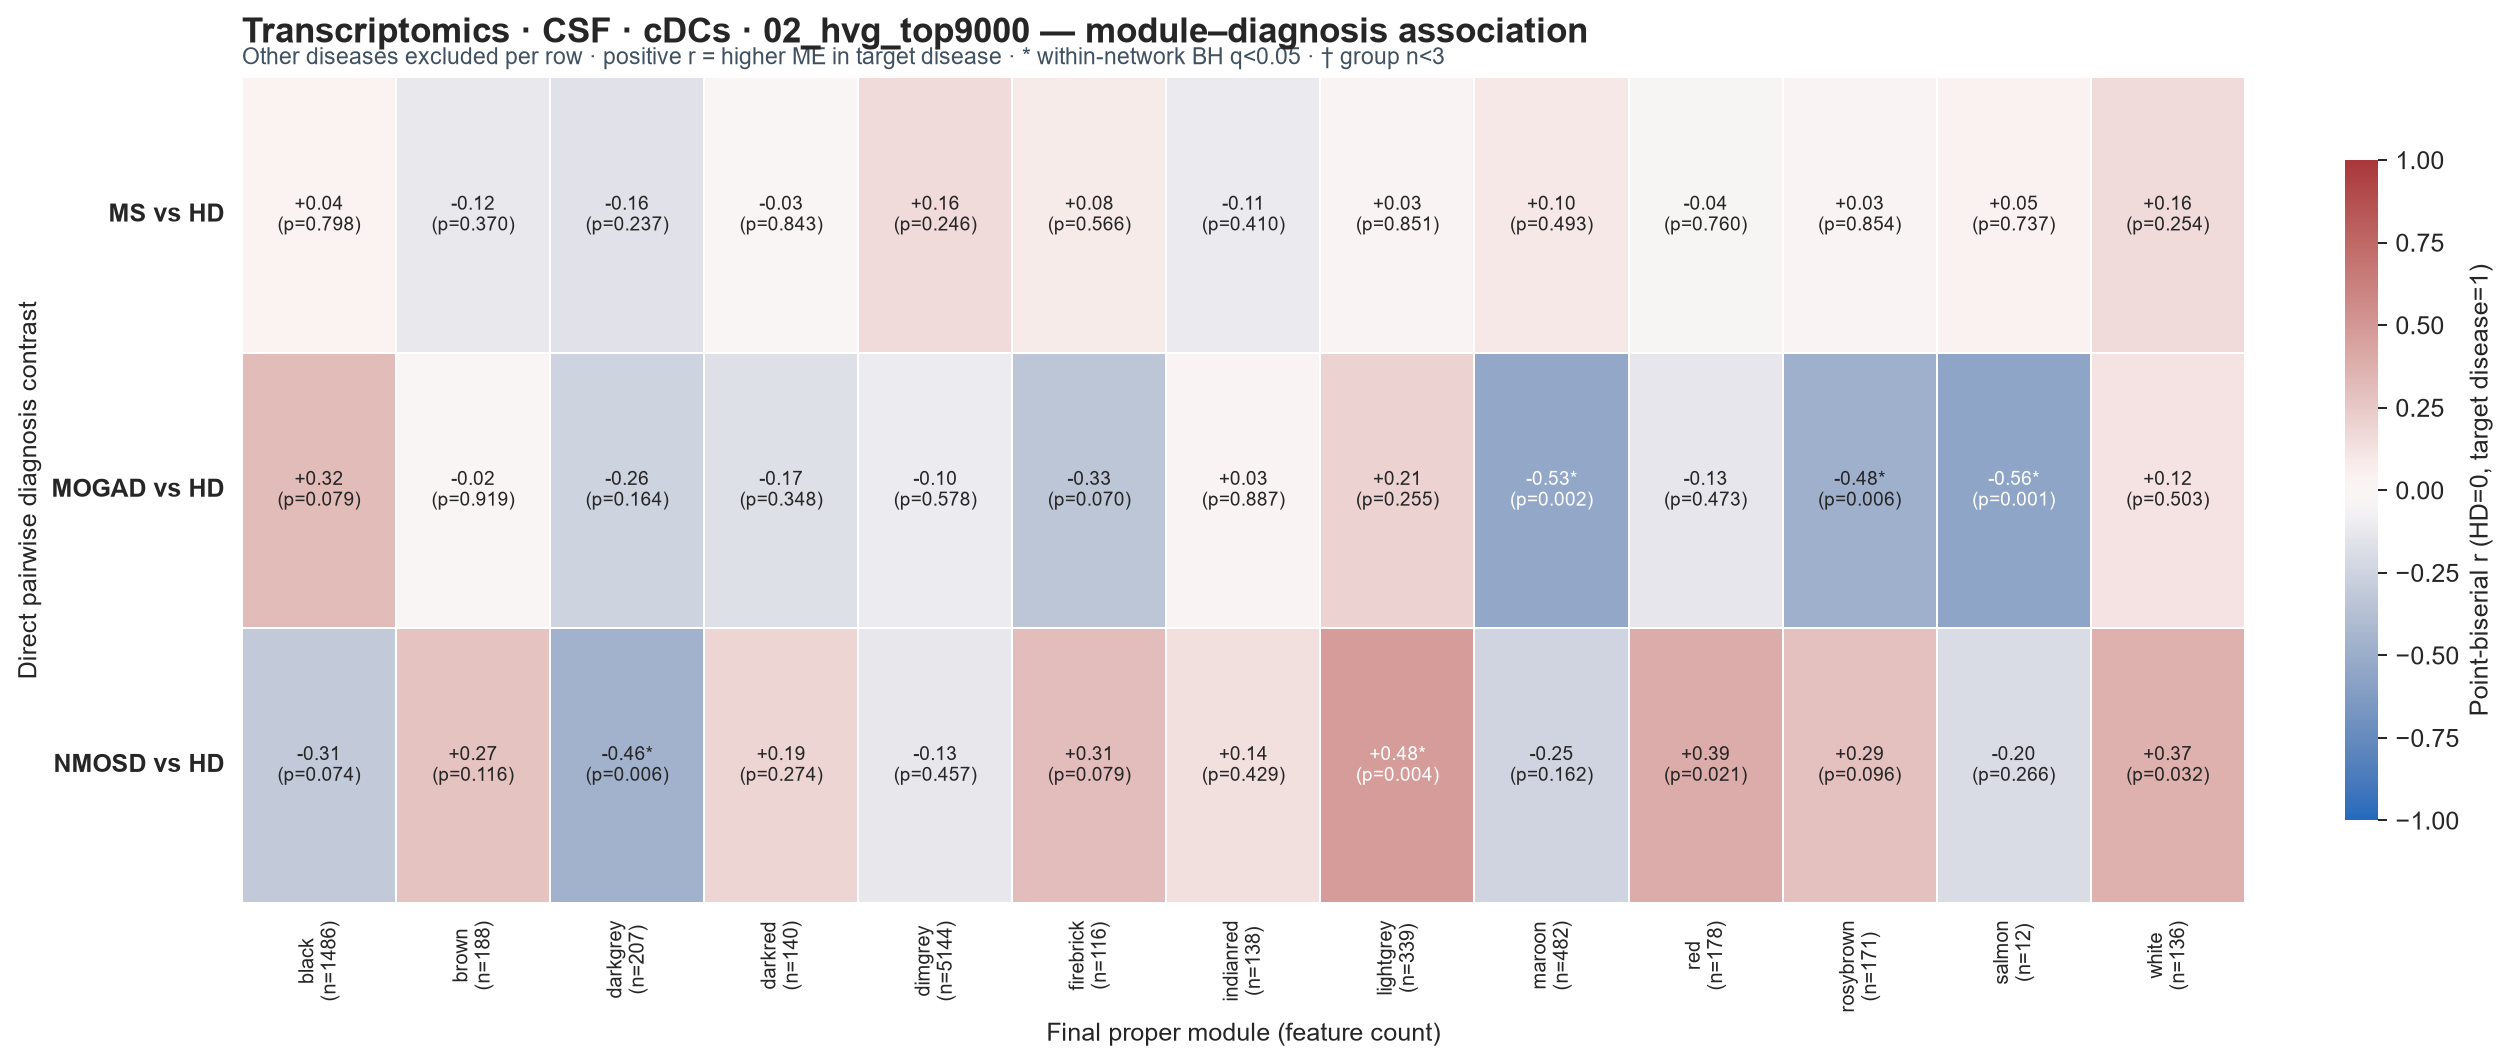 Transcriptomics · CSF · cDCs · 02_hvg_top9000 — module–diagnosis association
Other diseases excluded per row · positive r = higher ME in target disease · * within-network BH q<0.05 · † group n<3
Direct pairwise diagnosis contrast
MS vs HD
+0.04
(p=0.798)
-0.12
(p=0.370)
-0.16
(p=0.237)
-0.03
(p=0.843)
+0.16
(p=0.246)
+0.08
(p=0.566)
-0.11
(p=0.410)
+0.03
(p=0.851)
+0.10
(p=0.493)
-0.04
(p=0.760)
+0.03
(p=0.854)
+0.05
(p=0.737)
+0.16
(p=0.254)
MOGAD vs HD
+0.32
(p=0.079)
-0.02
(p=0.919)
-0.26
(p=0.164)
-0.17
(p=0.348)
-0.10
(p=0.578)
-0.33
(p=0.070)
+0.03
(p=0.887)
+0.21
(p=0.255)
-0.53*
(p=0.002)
-0.13
(p=0.473)
-0.48*
(p=0.006)
-0.56*
(p=0.001)
+0.12
(p=0.503)
NMOSD vs HD
-0.31
(p=0.074)
+0.27
(p=0.116)
-0.46*
(p=0.006)
+0.19
(p=0.274)
-0.13
(p=0.457)
+0.31
(p=0.079)
+0.14
(p=0.429)
+0.48*
(p=0.004)
-0.25
(p=0.162)
+0.39
(p=0.021)
+0.29
(p=0.096)
-0.20
(p=0.266)
+0.37
(p=0.032)
black
(n=1486)
brown
(n=188)
darkgrey
(n=207)
darkred
(n=140)
dimgrey
(n=5144)
firebrick
(n=116)
indianred
(n=138)
lightgrey
(n=339)
maroon
(n=482)
red
(n=178)
rosybrown
(n=171)
salmon
(n=12)
white
(n=136)
Final proper module (feature count)
1.00
0.75
0.50
0.25
0.00
−0.25
−0.50
−0.75
−1.00
Point-biserial r (HD=0, target disease=1)